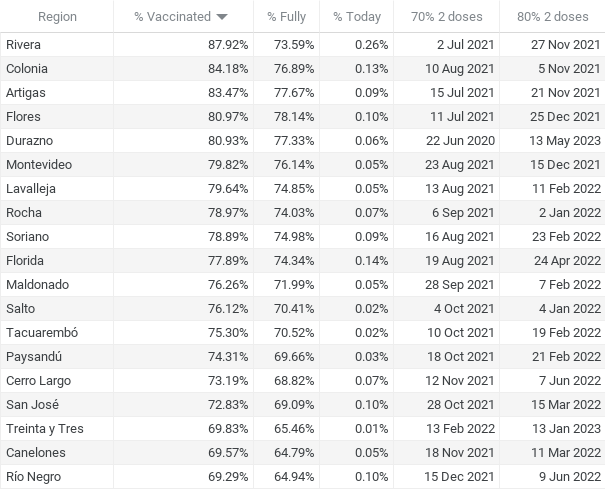 Region % Vaccinated % Fully % Today 70% 2 doses 80% 2 doses
Rivera 87.92% 73.59% 0.26% 2 Jul 2021 27 Nov 2021
Colonia 84.18% 76.89% 0.13% 10 Aug 2021 5 Nov 2021
Artigas 83.47% 77.67% 0.09% 15 Jul 2021 21 Nov 2021
Flores 80.97% 78.14% 0.10% 11 Jul 2021 25 Dec 2021
Durazno 80.93% 77.33% 0.06% 22 Jun 2020 13 May 2023
Montevideo 79.82% 76.14% 0.05% 23 Aug 2021 15 Dec 2021
Lavalleja 79.64% 74.85% 0.05% 13 Aug 2021 11 Feb 2022
Rocha 78.97% 74.03% 0.07% 6 Sep 2021 2 Jan 2022
Soriano 78.89% 74.98% 0.09% 16 Aug 2021 23 Feb 2022
Florida 77.89% 74.34% 0.14% 19 Aug 2021 24 Apr 2022
Maldonado 76.26% 71.99% 0.05% 28 Sep 2021 7 Feb 2022
Salto 76.12% 70.41% 0.02% 4 Oct 2021 4 Jan 2022
Tacuarembó 75.30% 70.52% 0.02% 10 Oct 2021 19 Feb 2022
Paysandú 74.31% 69.66% 0.03% 18 Oct 2021 21 Feb 2022
Cerro Largo 73.19% 68.82% 0.07% 12 Nov 2021 7 Jun 2022
San José 72.83% 69.09% 0.10% 28 Oct 2021 15 Mar 2022
Treinta y Tres 69.83% 65.46% 0.01% 13 Feb 2022 13 Jan 2023
Canelones 69.57% 64.79% 0.05% 18 Nov 2021 11 Mar 2022
Río Negro 69.29% 64.94% 0.10% 15 Dec 2021 9 Jun 2022